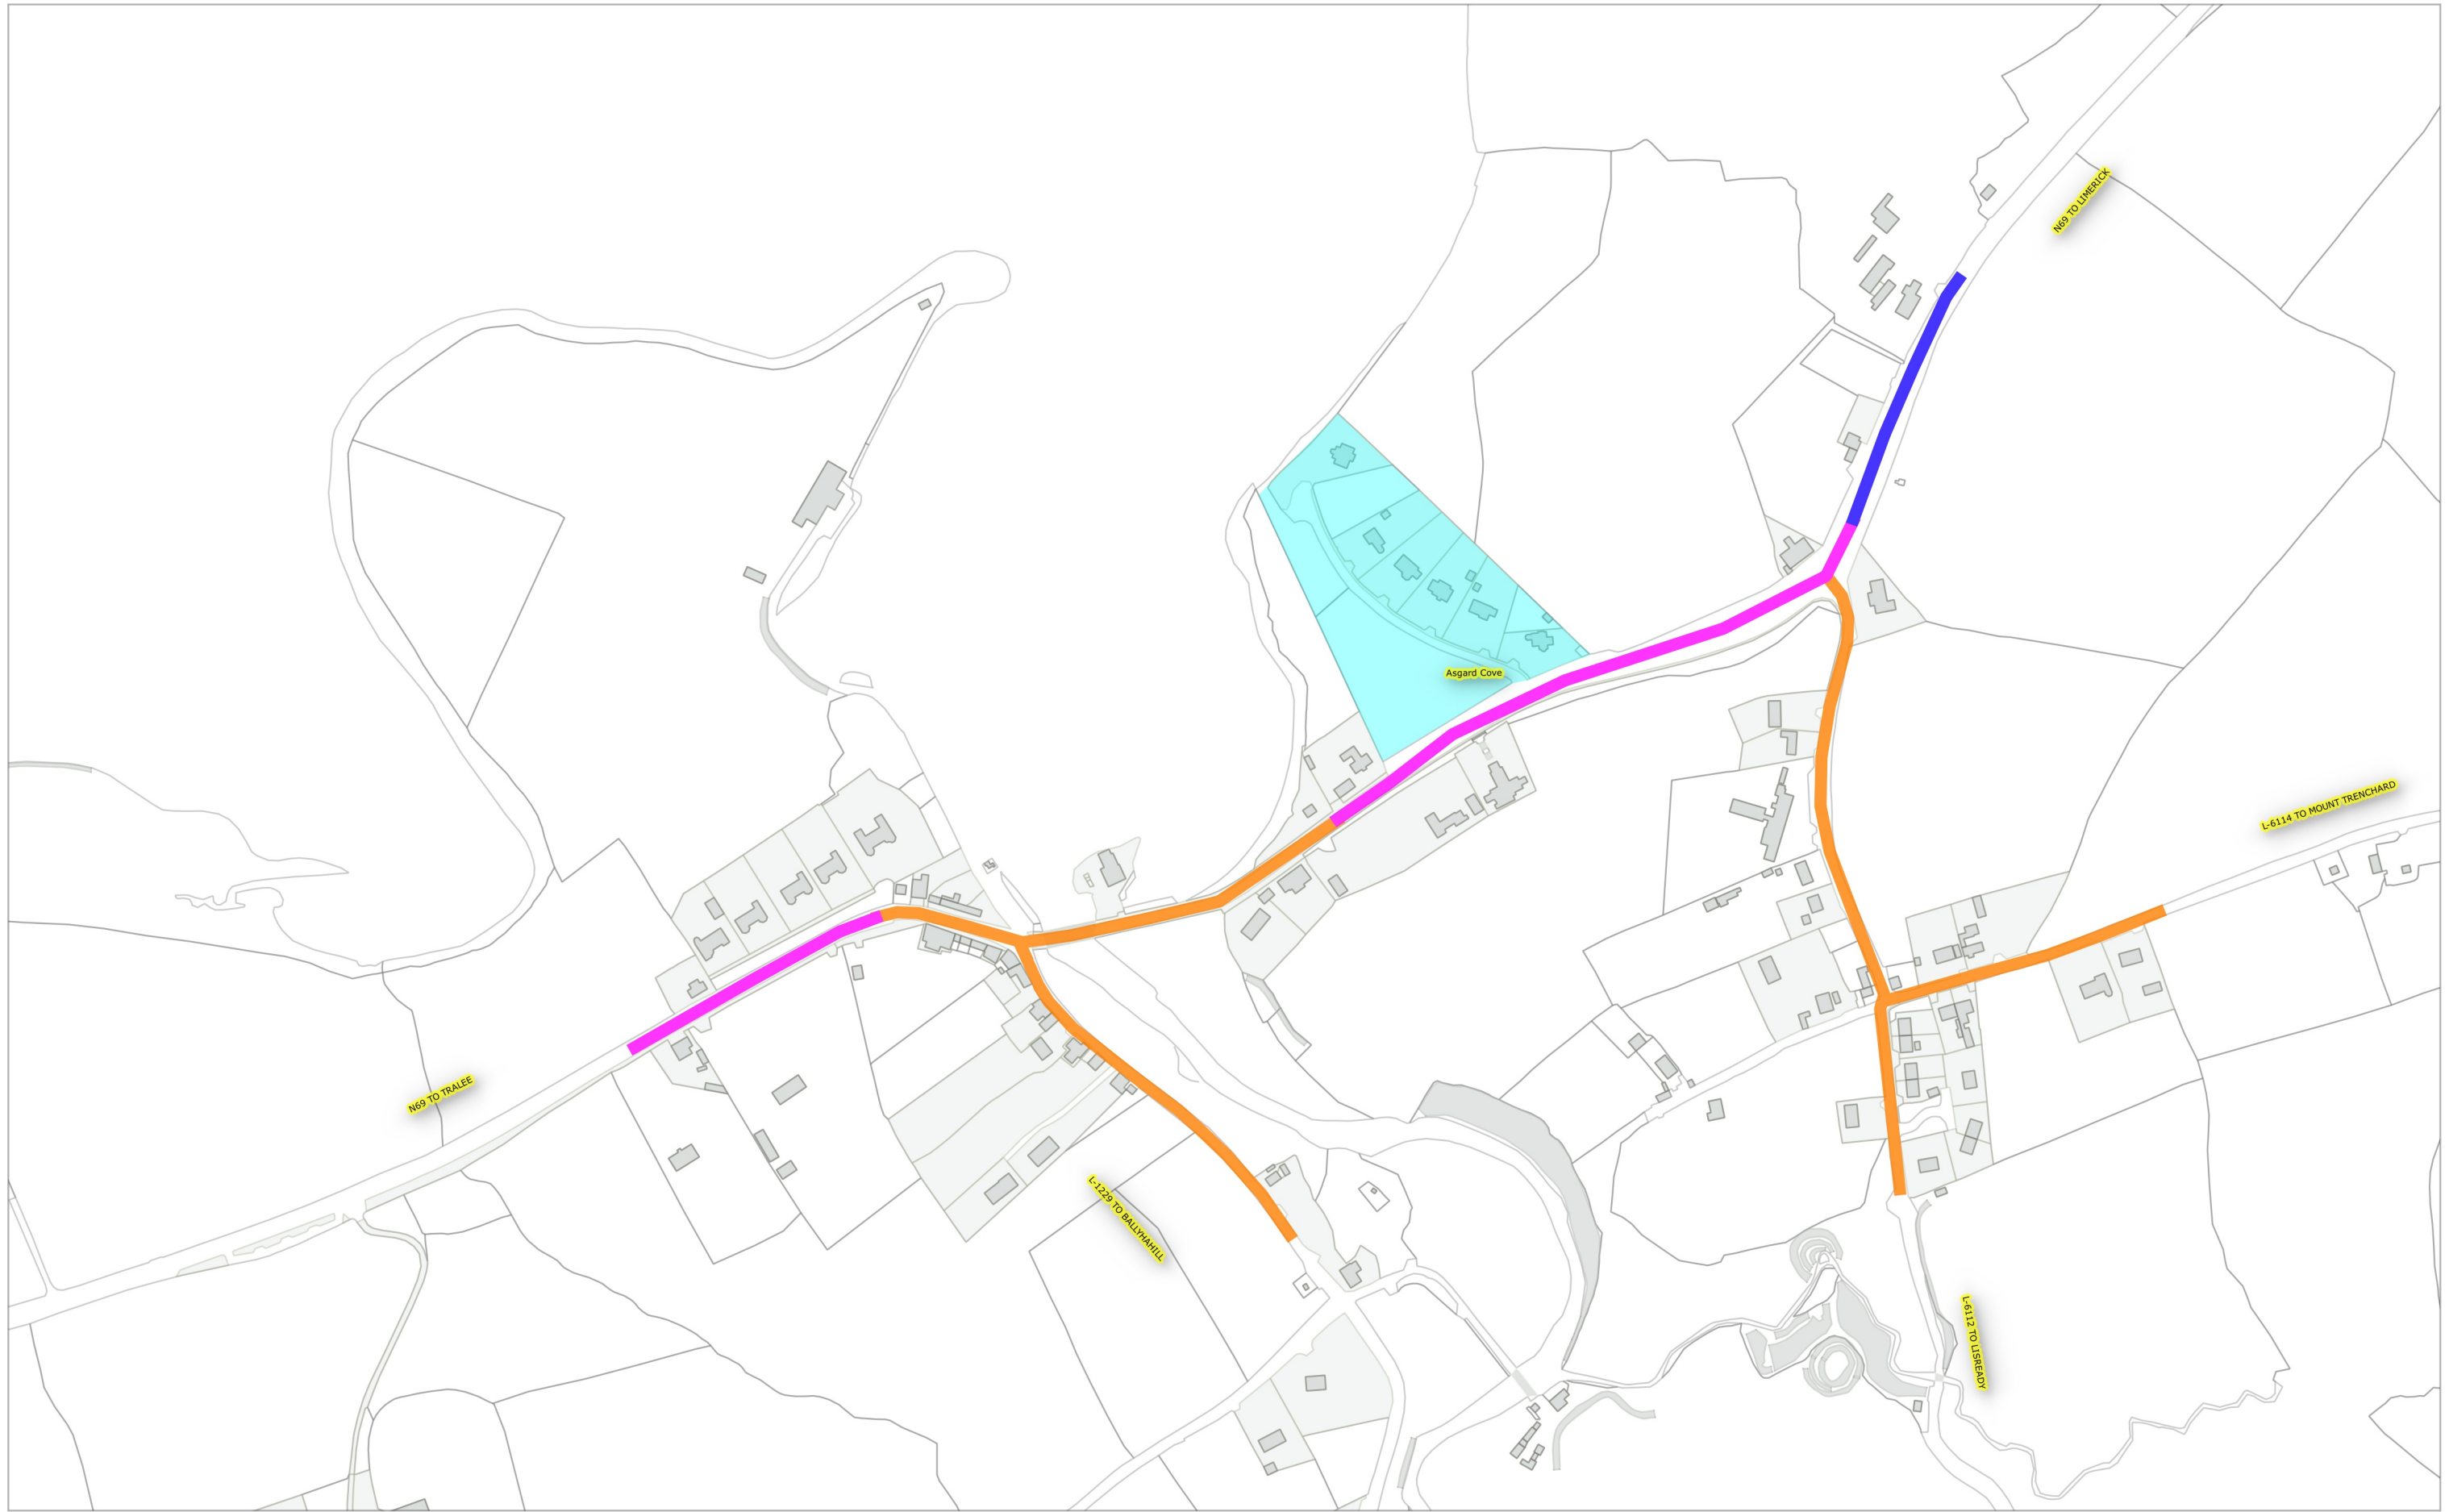 N69 TO LIMERICK
Asgard Cove
L-6114 TO MOUNT TRENCHARD
N69 TO TRALEE
L-1229 TO BALLYHAHILL
L-6112 TO LISREADY